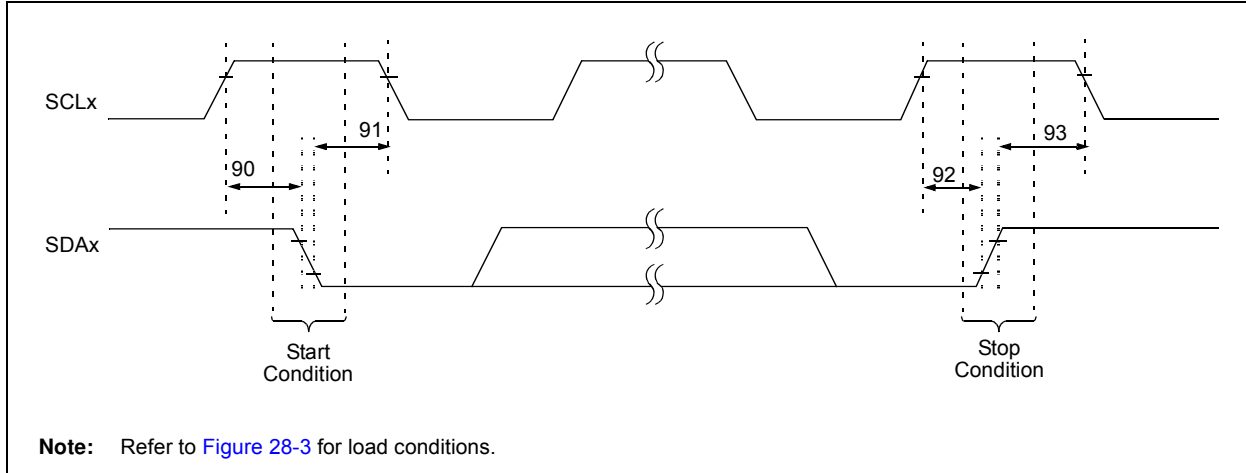 SCLx
91
93
90
92
SDAx
Start
Condition
Stop
Condition
Note: Refer to Figure 28-3 for load conditions.